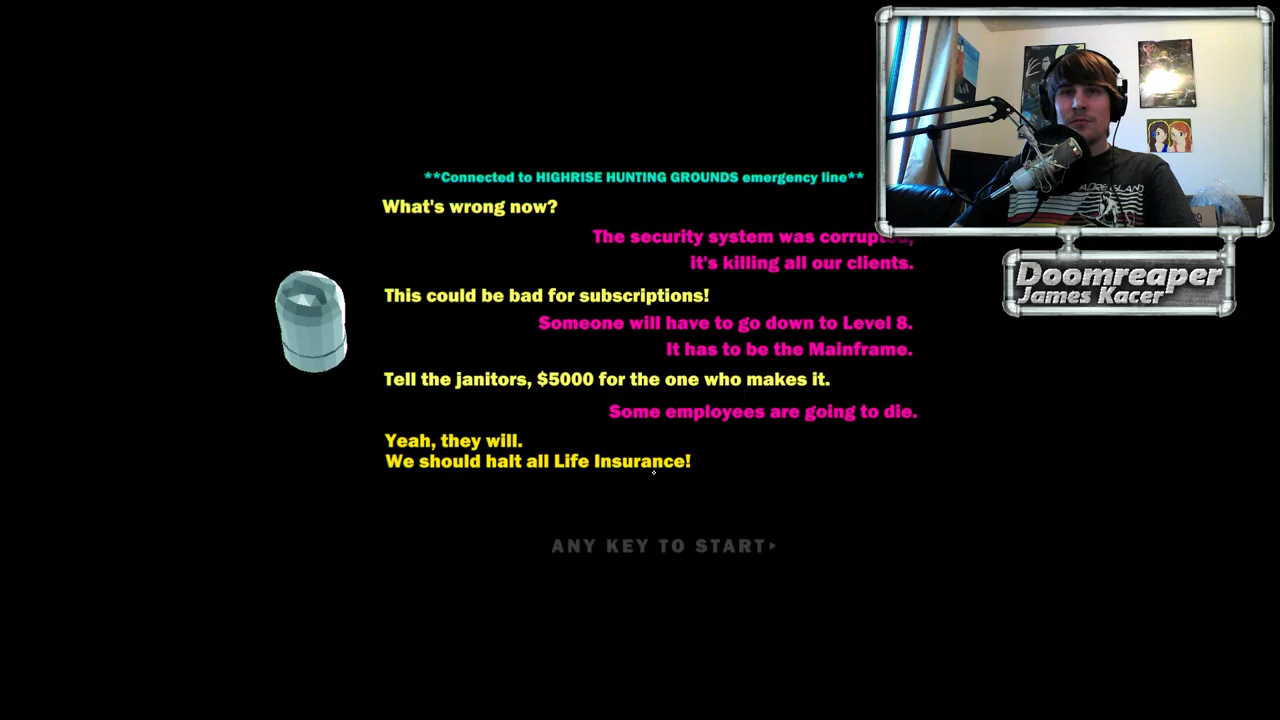 **Connected to HIGHRISE HUNTING GROUNDS emergency line**
What's wrong now?
The security system was corrupted,
it's killing all our clients.
This could be bad for subscriptions!
Someone will have to go down to Level 8.
It has to be the Mainframe.
Tell the janitors, $5000 for the one who makes it.
Some employees are going to die.
Yeah, they will.
We should halt all Life Insurance!
ANY KEY TO START
Doomreaper
James Kacer